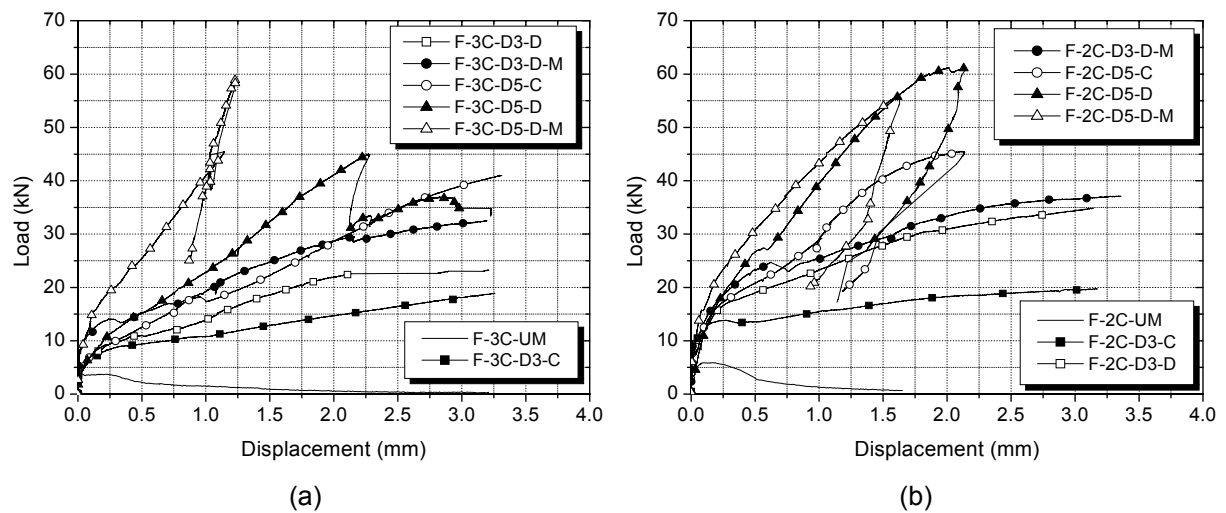 70
60
50
40
30
20
10
0
Load (kN)
F-3C-D3-D
F-3C-D3-D-M
F-3C-D5-C
F-3C-D5-D
F-3C-D5-D-M
F-3C-UM
F-3C-D3-C
0.0 0.5 1.0 1.5 2.0 2.5 3.0 3.5 4.0
Displacement (mm)
(a)
70
60
50
40
30
20
10
0
Load (kN)
F-2C-D3-D-M
F-2C-D5-C
F-2C-D5-D
F-2C-D5-D-M
F-2C-UM
F-2C-D3-C
F-2C-D3-D
0.0 0.5 1.0 1.5 2.0 2.5 3.0 3.5 4.0
Displacement (mm)
(b)